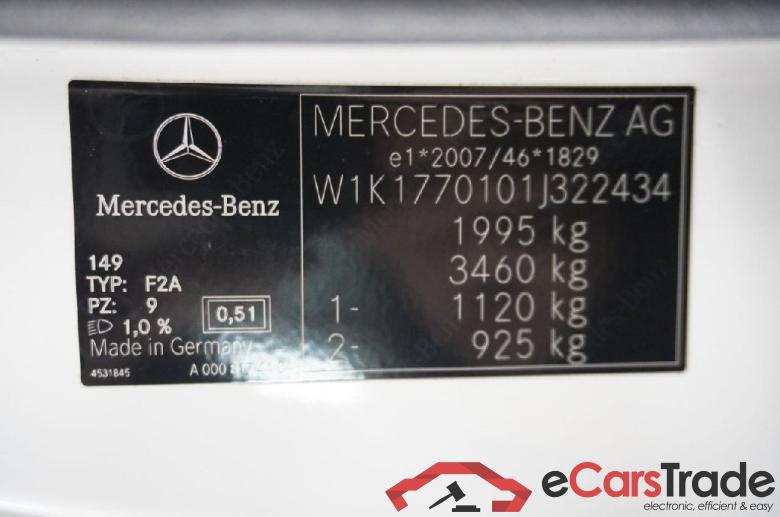 Mercedes-Benz
149
TYP: F2A
PZ: 9
1,0 %
0,51
Made in Germany
4531845
A 000
MERCEDES-BENZ AG
e1*2007/46*1829
W1K1770101J322434
1995 kg
3460 kg
1- 1120 kg
2- 925 kg
eCarsTrade
electronic, efficient & easy